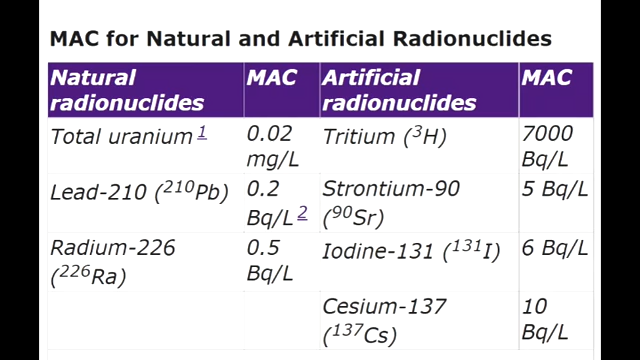 MAC for Natural and Artificial Radionuclides
Natural radionuclides MAC Artificial radionuclides MAC
Total uranium 1 0.02 mg/L Tritium (3H) 7000 Bq/L
Lead-210 (210Pb) 0.2 Bq/L 2 Strontium-90 (90Sr) 5 Bq/L
Radium-226 (226Ra) 0.5 Bq/L Iodine-131 (131I) 6 Bq/L
Cesium-137 (137Cs) 10 Bq/L